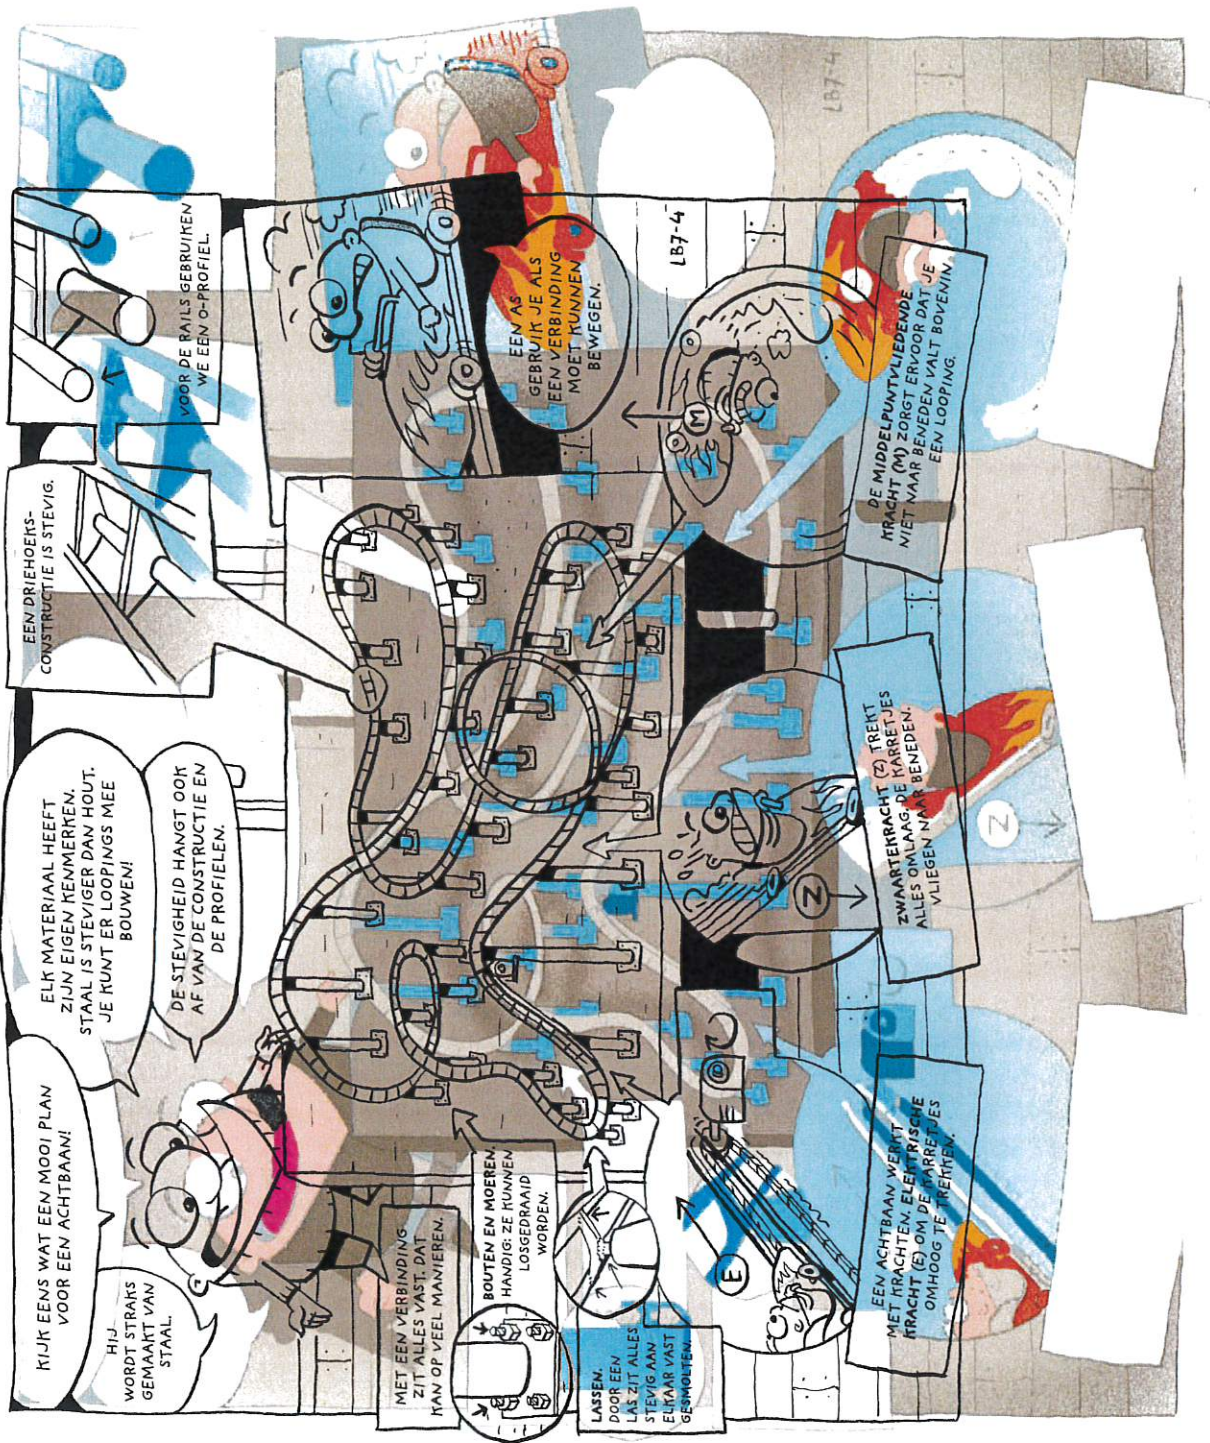 KIJK EENS WAT EEN MOOI PLAN
VOOR EEN ACHTBAAN!
HIJ
WORDT STRAKS
GEMAAKT VAN
STAAL.
ELK MATERIAAL HEEFT
ZIJN EIGEN KENMERKEN.
STAAL IS STEVIGER DAN HOUT.
JE KUNT ER LOOPINGS MEE
BOUWEN!
DE STEVIGHEID HANGT OOK
AF VAN DE CONSTRUCTIE EN
DE PROFIELEN.
EEN DRIEHOEKS-
CONSTRUCTIE IS STEVIG.
VOOR DE RAILS GEBRUIKEN
WE EEN O-PROFIEL.
MET EEN VERBINDING
ZIT ALLES VAST. DAT
KAN OP VEEL MANIEREN.
BOUTEN EN MOEREN.
HANDIG: ZE KUNNEN
LOSGEDRAAID
WORDEN.
LASSEN.
DOOR EEN
LAS ZIT ALLES
STEVIG AAN
ELKAAR VAST
GESMOLTEN.
EEN AS
GEBRUIK JE ALS
EEN VERBINDING
MOET KUNNEN
BEWEGEN.
E
EEN ACHTBAAN WERKT
MET KRACHTEN. ELEKTRISCHE
KRACHT (E) OM DE KARRETJES
OMHOOG TE TREKKEN.
Z
ZWAARTEKRACHT (Z) TREKT
ALLES OMLAAG. DE KARRETJES
VLIEGEN NAAR BENEDEN.
Z
M
DE MIDDELPUNTVLIEDENDE
KRACHT (M) ZORGT ERVOOR DAT JE
NIET NAAR BENEDEN VALT BOVENIN
EEN LOOPING.
LB7-4
LB7-4